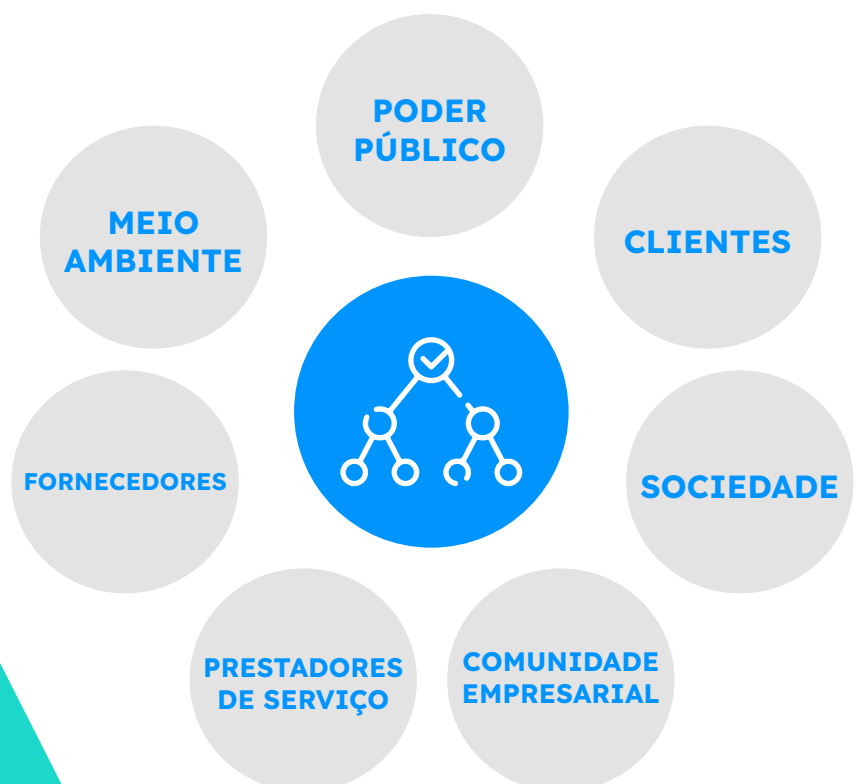 PODER
PÚBLICO
MEIO
AMBIENTE
CLIENTES
FORNECEDORES
SOCIEDADE
PRESTADORES
DE SERVIÇO
COMUNIDADE
EMPRESARIAL